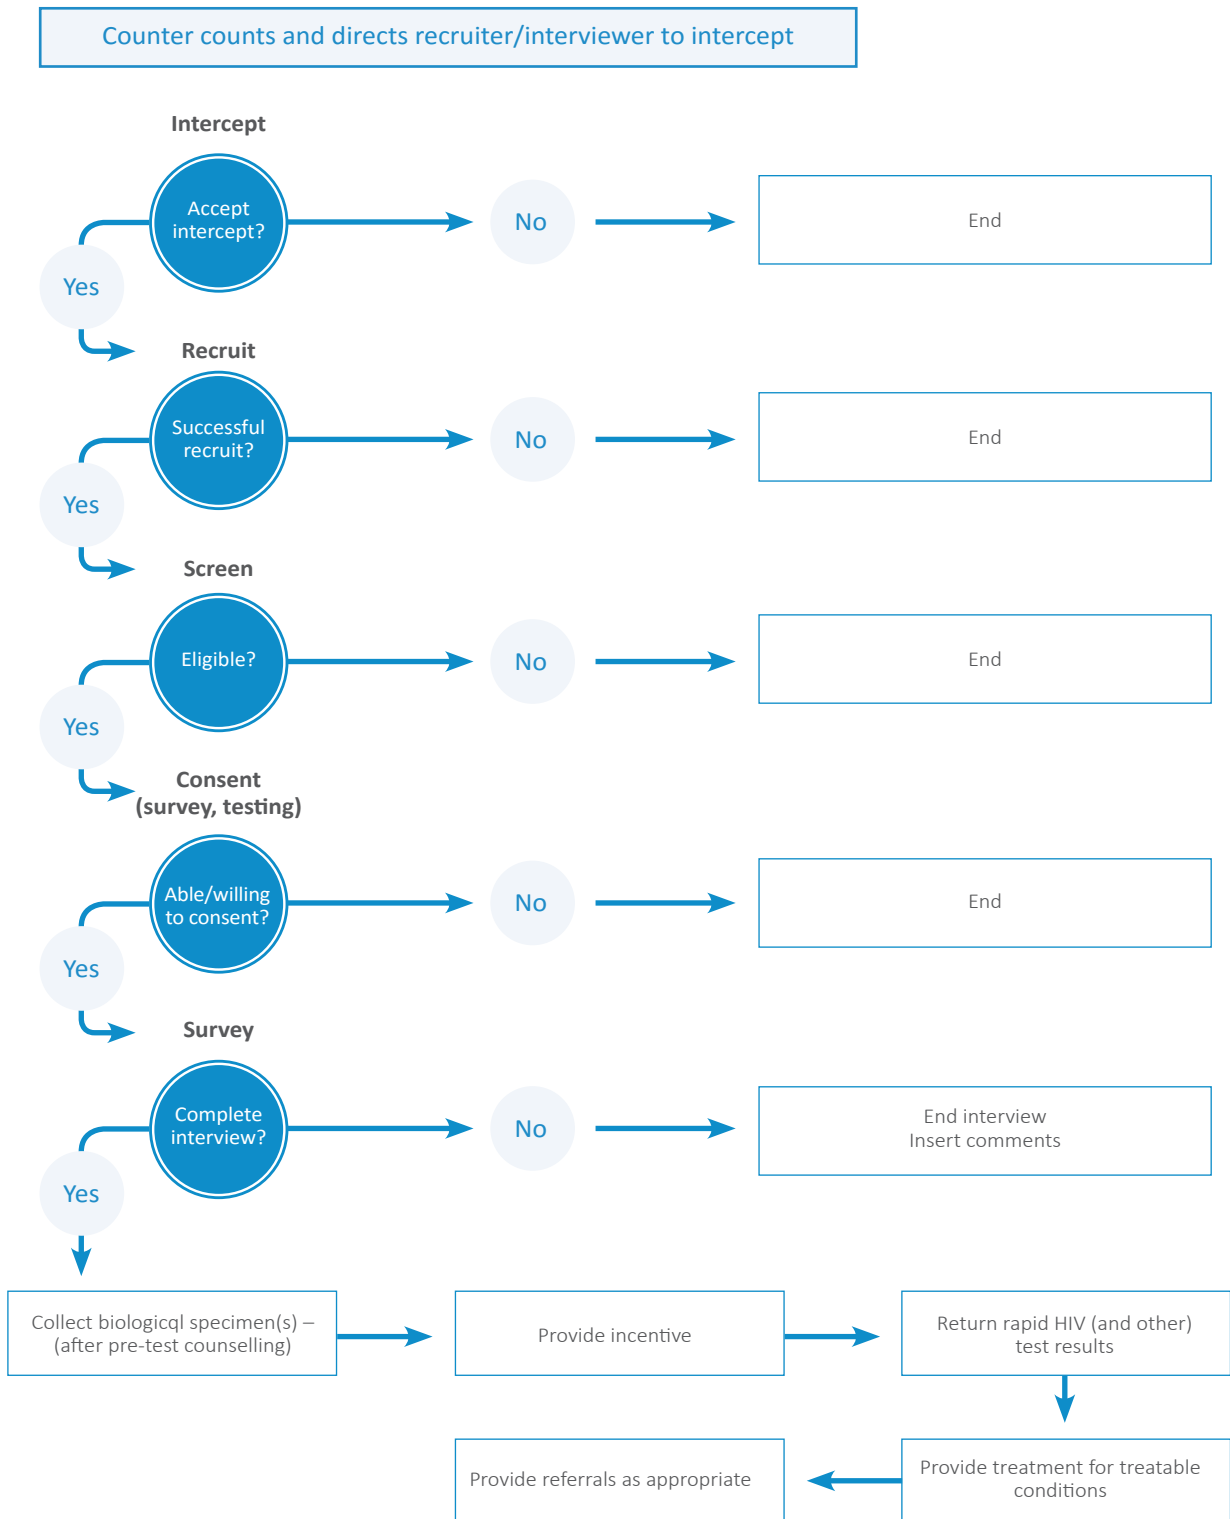 Counter counts and directs recruiter/interviewer to intercept
Intercept
Accept
intercept?
No
End
Yes
Recruit
Successful
recruit?
No
End
Yes
Screen
Eligible?
No
End
Yes
Consent
(survey, testing)
Able/willing
to consent?
No
End
Yes
Survey
Complete
interview?
No
End interview
Insert comments
Yes
Collect biologicql specimen(s) –
(after pre-test counselling)
Provide incentive
Return rapid HIV (and other)
test results
Provide treatment for treatable
conditions
Provide referrals as appropriate